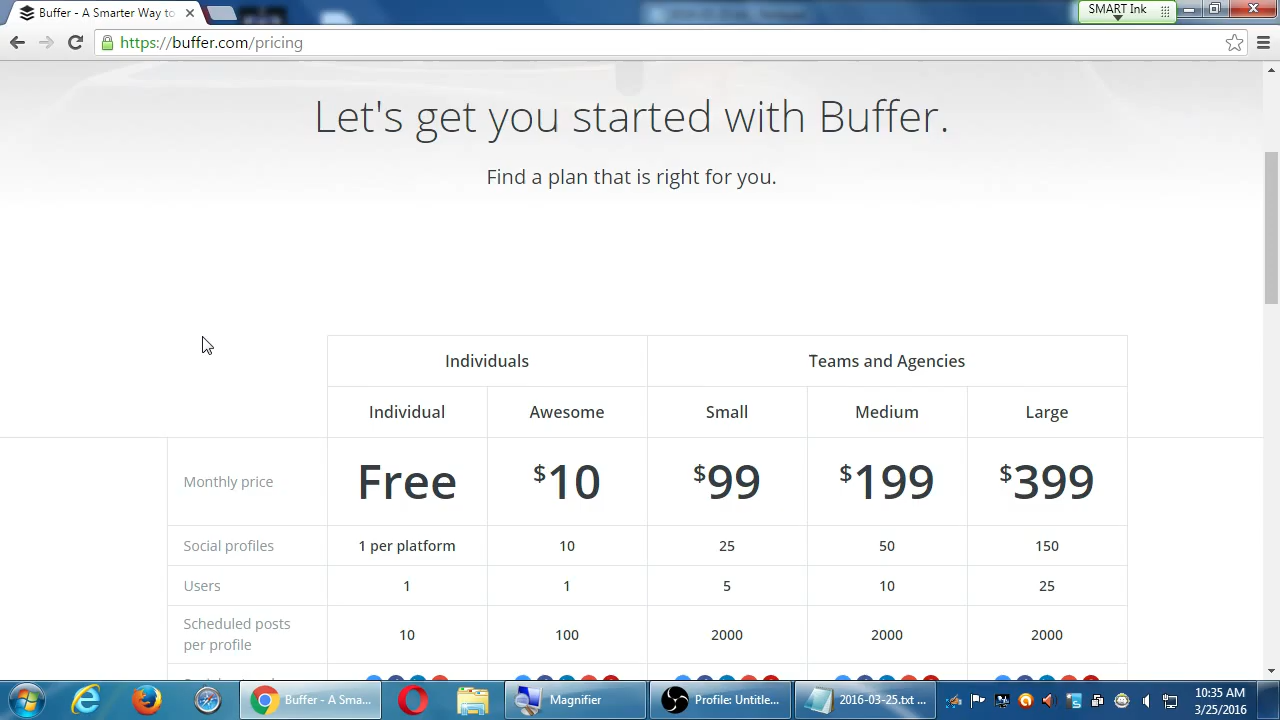 Buffer - A Smarter Way to
SMART Ink
https://buffer.com/pricing
Let's get you started with Buffer.
Find a plan that is right for you.
Individuals Teams and Agencies
Individual Awesome Small Medium Large
Monthly price Free $10 $99 $199 $399
Social profiles 1 per platform 10 25 50 150
Users 1 1 5 10 25
Scheduled posts
per profile 10 100 2000 2000 2000
Buffer - A Sma... Magnifier Profile: Untitle... 2016-03-25.txt ... 10:35 AM
3/25/2016